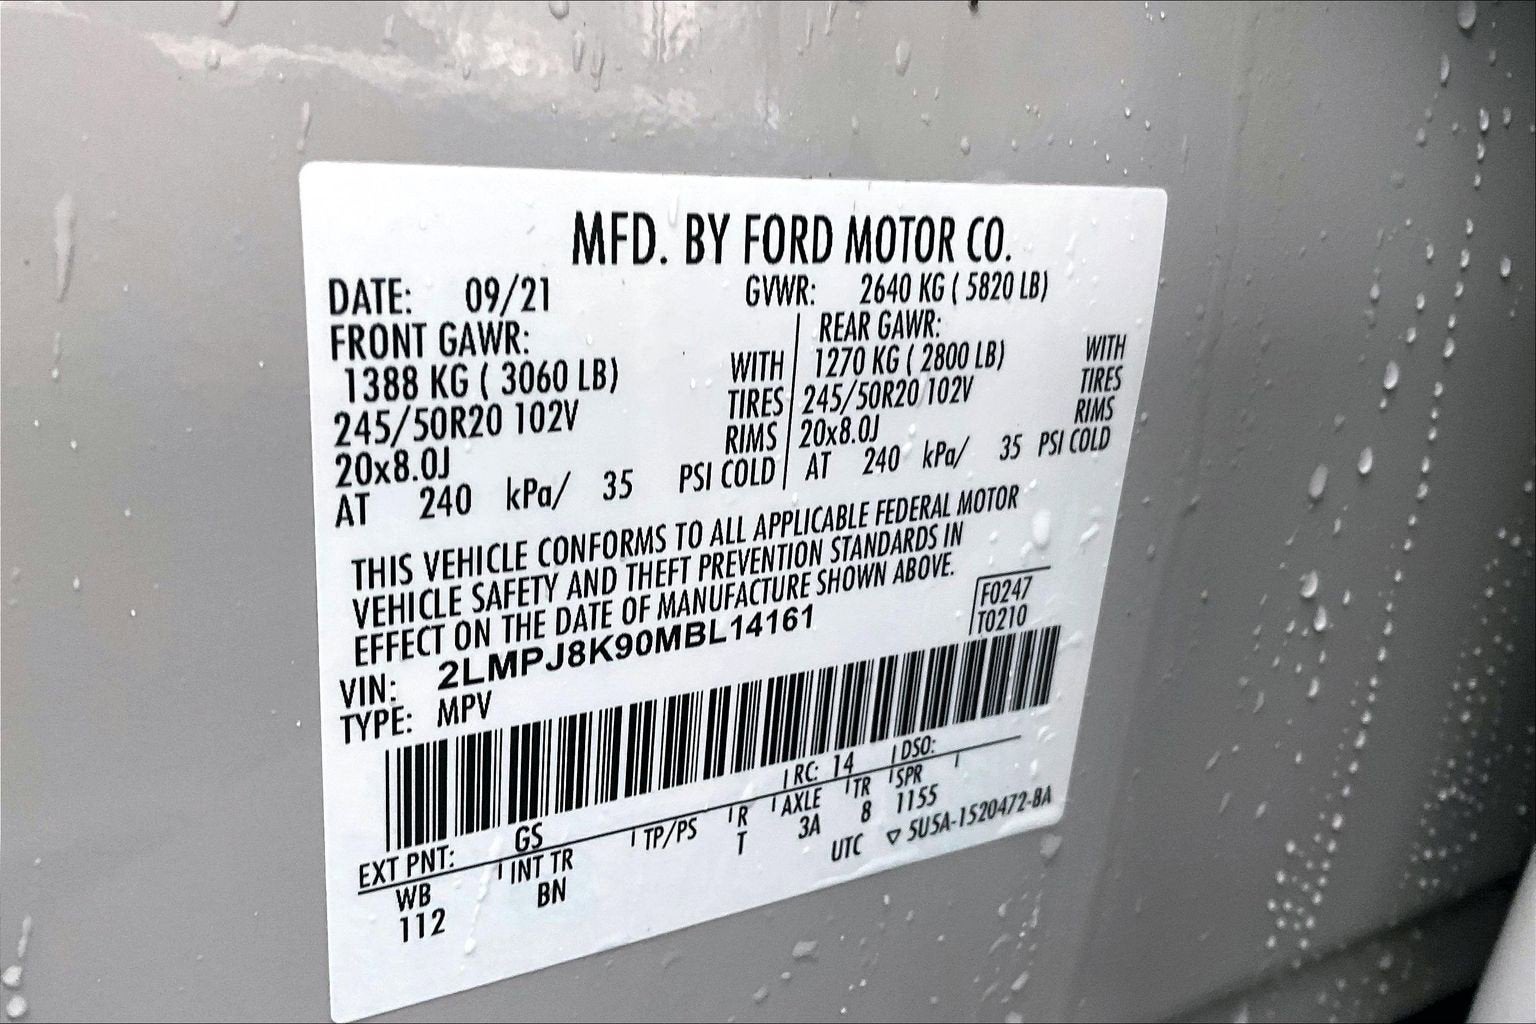 MFD. BY FORD MOTOR CO.
DATE: 09/21 GVWR: 2640 KG ( 5820 LB)
FRONT GAWR: REAR GAWR:
1388 KG ( 3060 LB) WITH 1270 KG ( 2800 LB) WITH
245/50R20 102V TIRES 245/50R20 102V TIRES
20x8.0J RIMS 20x8.0J RIMS
AT 240 kPa/ 35 PSI COLD AT 240 kPa/ 35 PSI COLD
THIS VEHICLE CONFORMS TO ALL APPLICABLE FEDERAL MOTOR
VEHICLE SAFETY AND THEFT PREVENTION STANDARDS IN
EFFECT ON THE DATE OF MANUFACTURE SHOWN ABOVE.
VIN: 2LMPJ8K90MBL14161 F0247
TYPE: MPV T0210
EXT PNT: GS RC: 14 DSO:
WB INT TR TP/PS R AXLE TR SPR
112 BN T 3A 8 1155
UTC ▽ 5U5A-1520472-BA